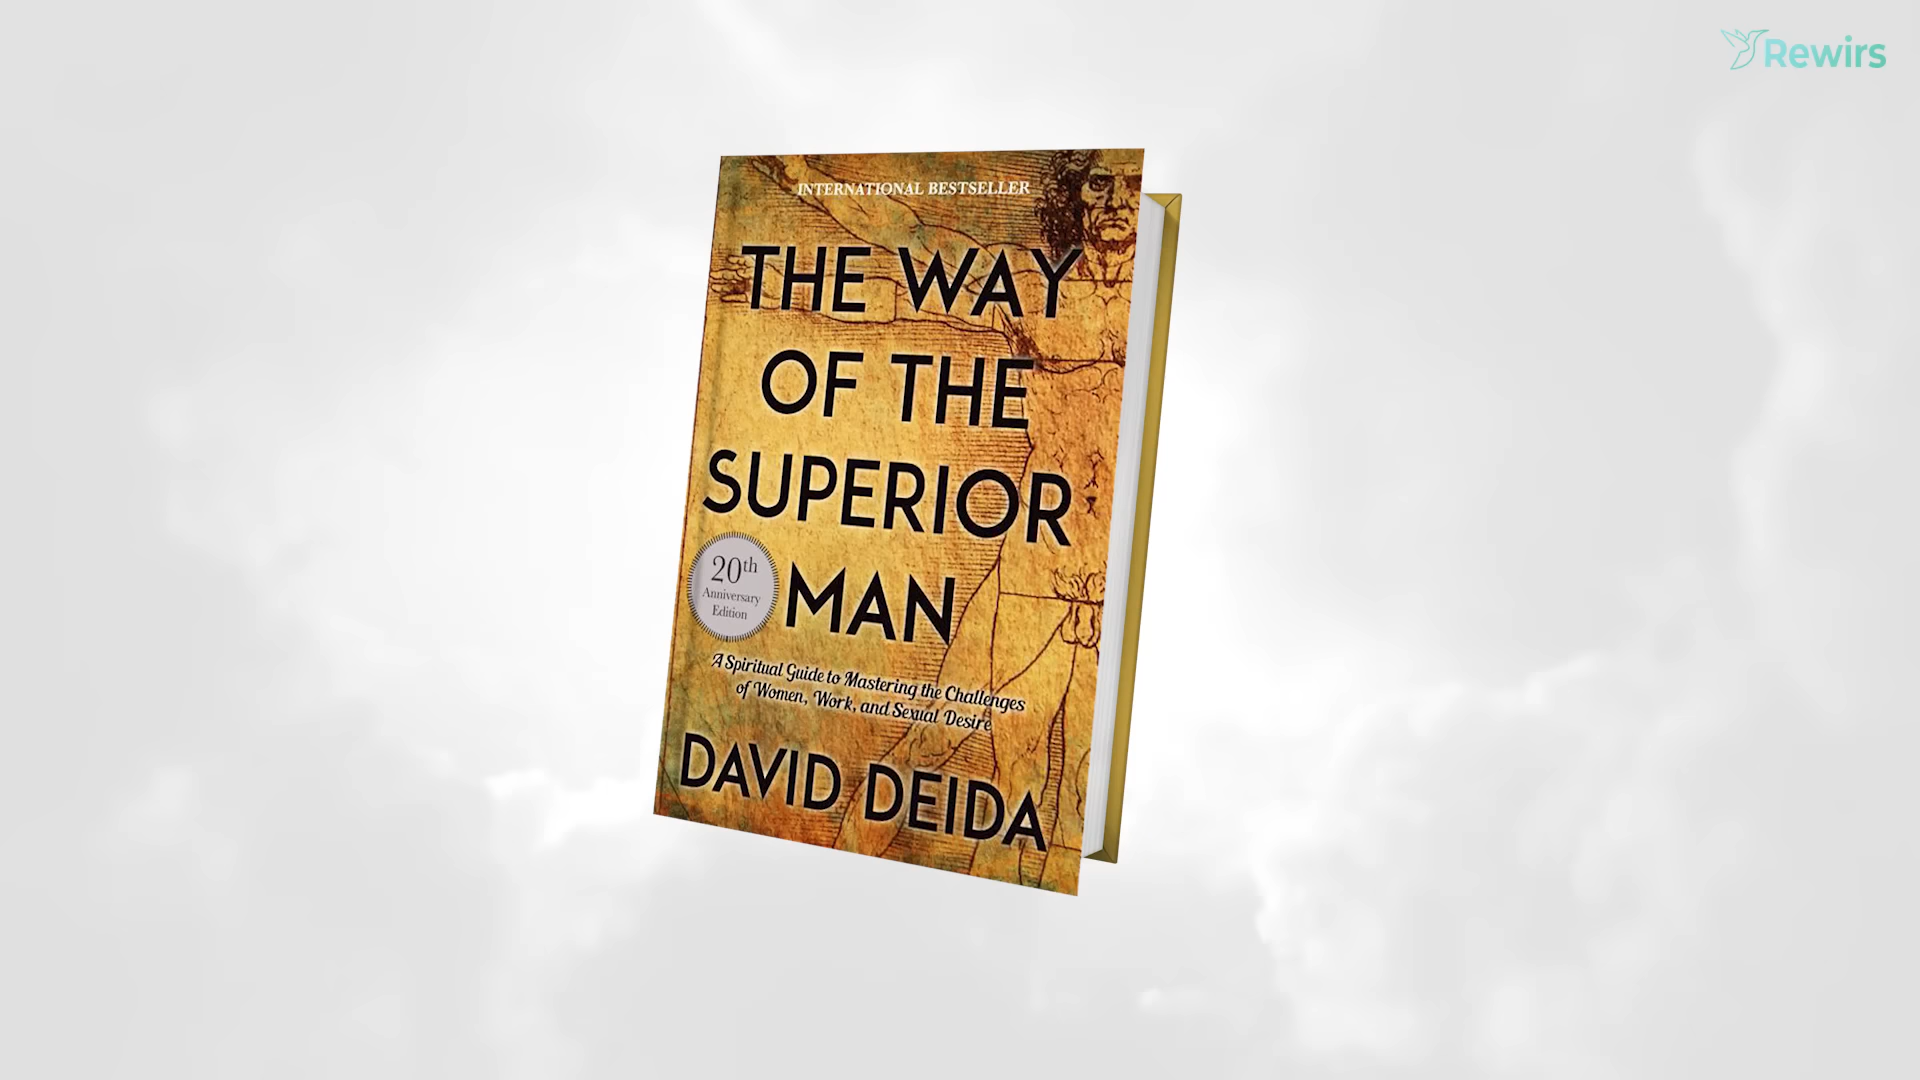 Rewirs
INTERNATIONAL BESTSELLER
THE WAY
OF THE
SUPERIOR
MAN
20th
Anniversary
Edition
A Spiritual Guide to Mastering the Challenges
of Women, Work, and Sexual Desire
DAVID DEIDA